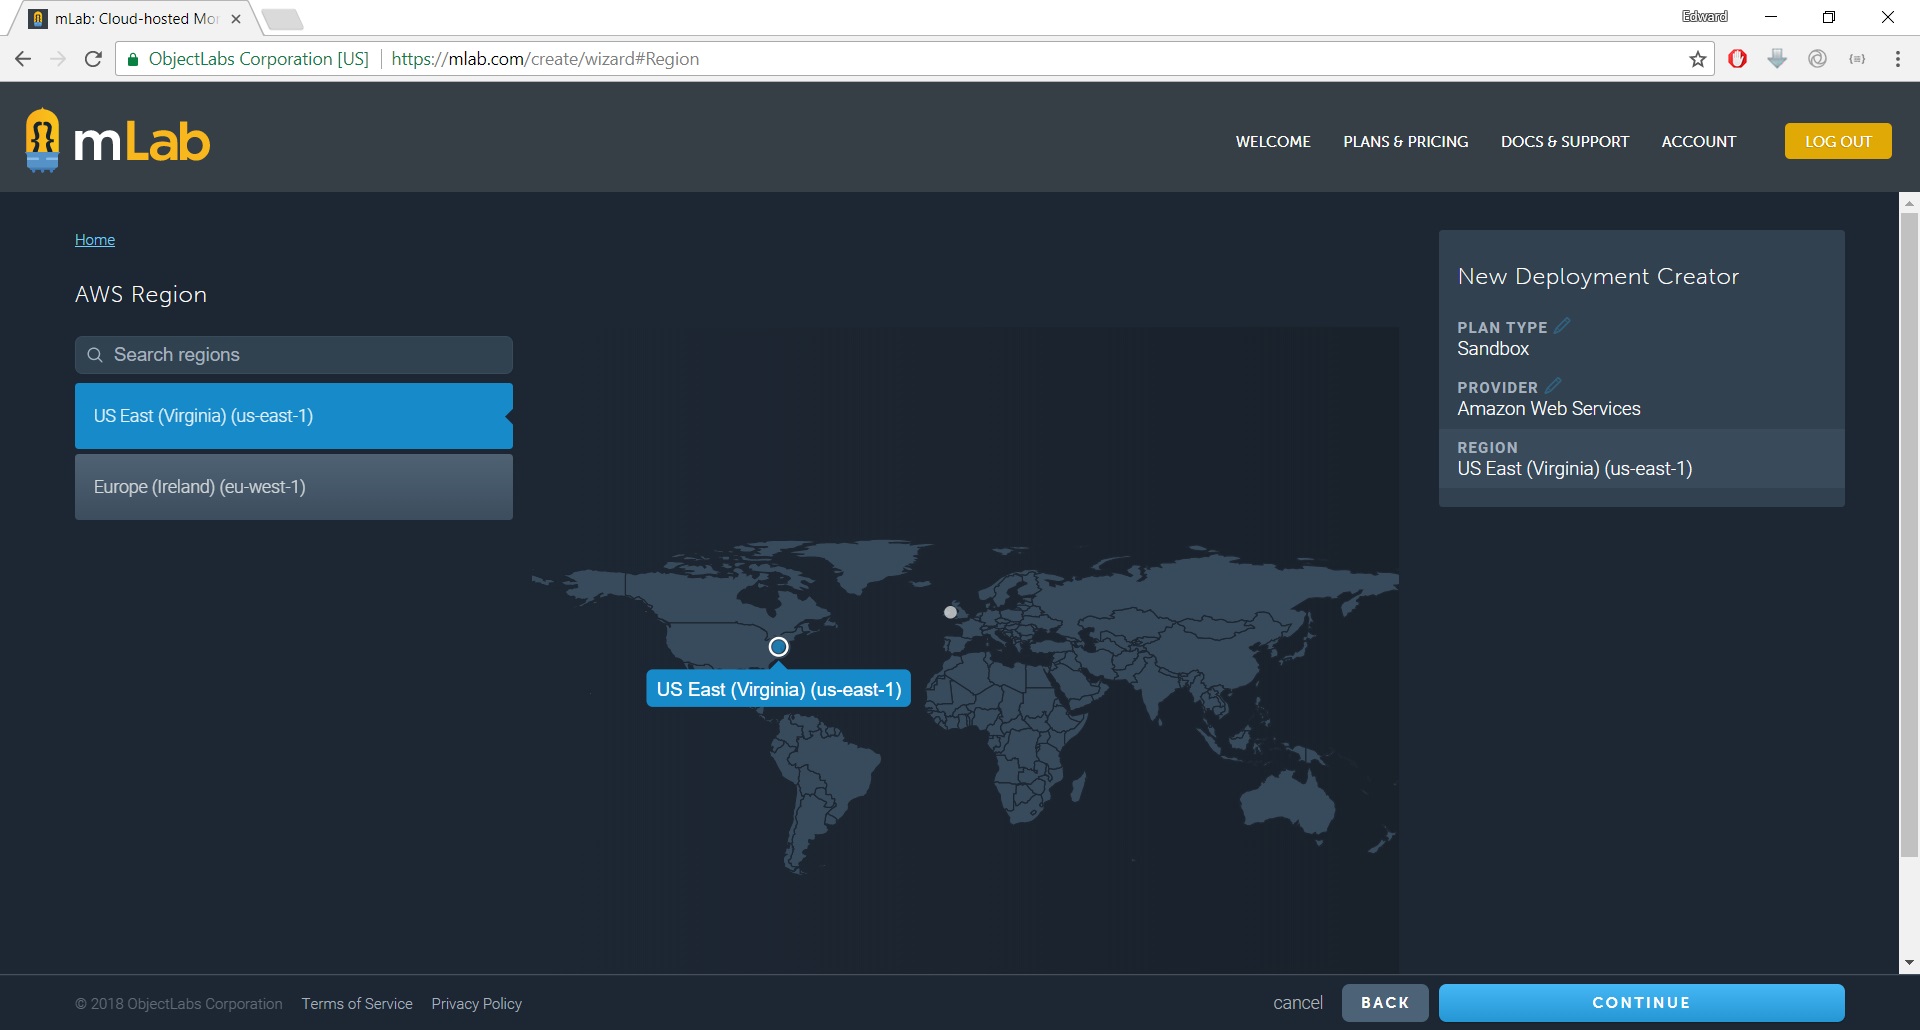 mLab: Cloud-hosted Mon
Edward
ObjectLabs Corporation [US]
https://mlab.com/create/wizard#Region
mLab
WELCOME
PLANS & PRICING
DOCS & SUPPORT
ACCOUNT
LOG OUT
Home
AWS Region
Search regions
US East (Virginia) (us-east-1)
Europe (Ireland) (eu-west-1)
US East (Virginia) (us-east-1)
New Deployment Creator
PLAN TYPE
Sandbox
PROVIDER
Amazon Web Services
REGION
US East (Virginia) (us-east-1)
© 2018 ObjectLabs Corporation
Terms of Service
Privacy Policy
cancel
BACK
CONTINUE